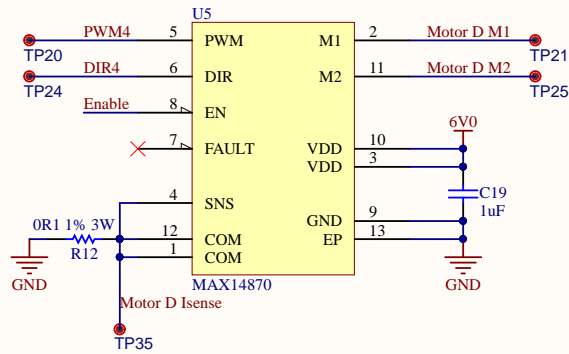 U5
PWM4 5 PWM M1 2 Motor D M1
TP20 TP21
DIR4 6 DIR M2 11 Motor D M2
TP24 TP25
Enable 8 EN
7 FAULT
6V0
VDD 10
VDD 3
4 SNS
C19
1uF
0R1 1% 3W
R12
12 COM
1 COM
GND 9
EP 13
GND
GND
MAX14870
Motor D Isense
TP35